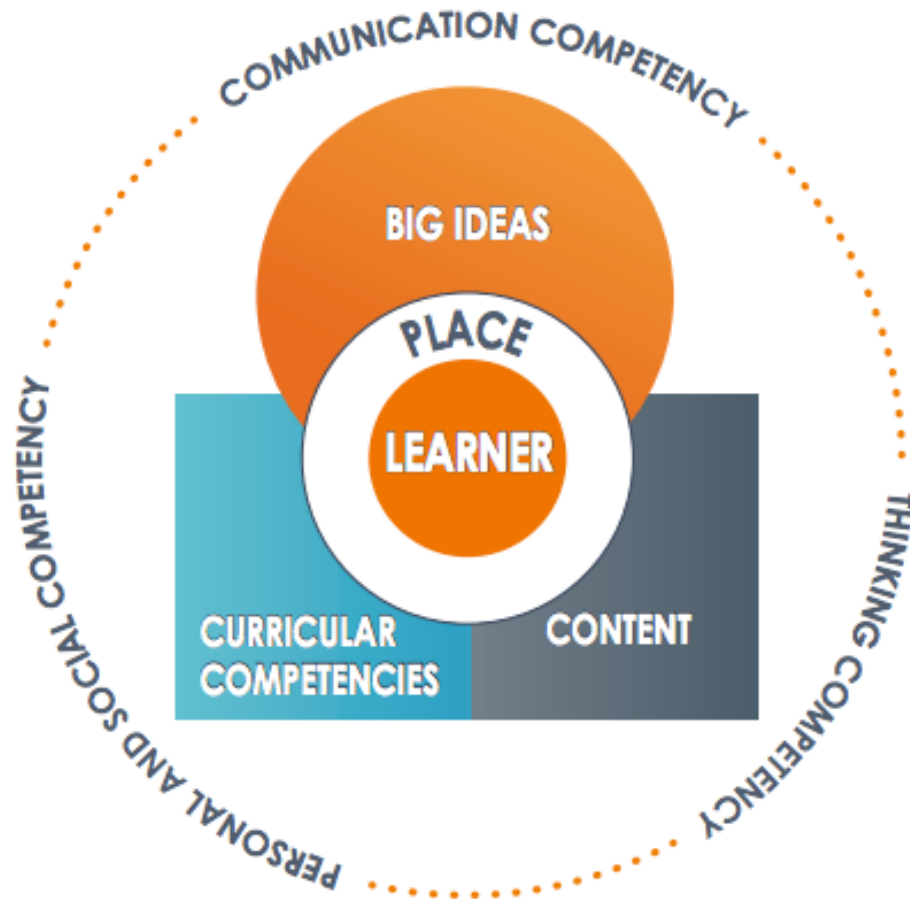 COMMUNICATION COMPETENCY
BIG IDEAS
PLACE
LEARNER
CURRICULAR
COMPETENCIES
CONTENT
THINKING COMPETENCY
PERSONAL AND SOCIAL COMPETENCY